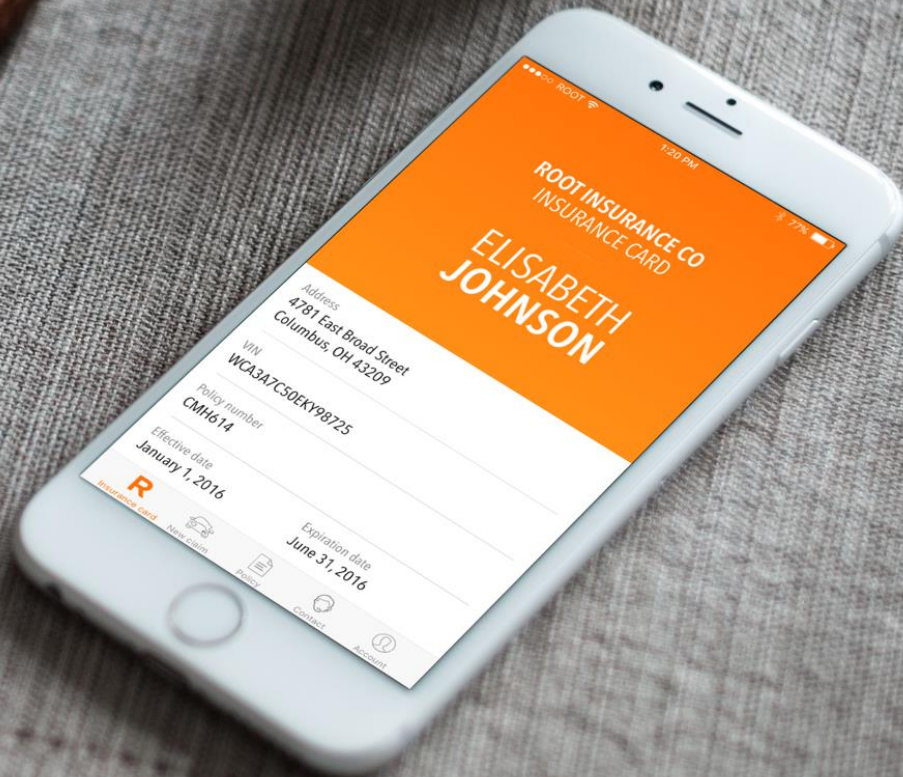 ROOT
1:20 PM
77%
ROOT INSURANCE CO
INSURANCE CARD
ELISABETH
JOHNSON
Address
4781 East Broad Street
Columbus, OH 43209
VIN
WCA3A7C50EKY98725
Policy number
CMH614
Effective date
January 1, 2016
Expiration date
June 31, 2016
R
Insurance card
New claim
Policy
Contact
Account